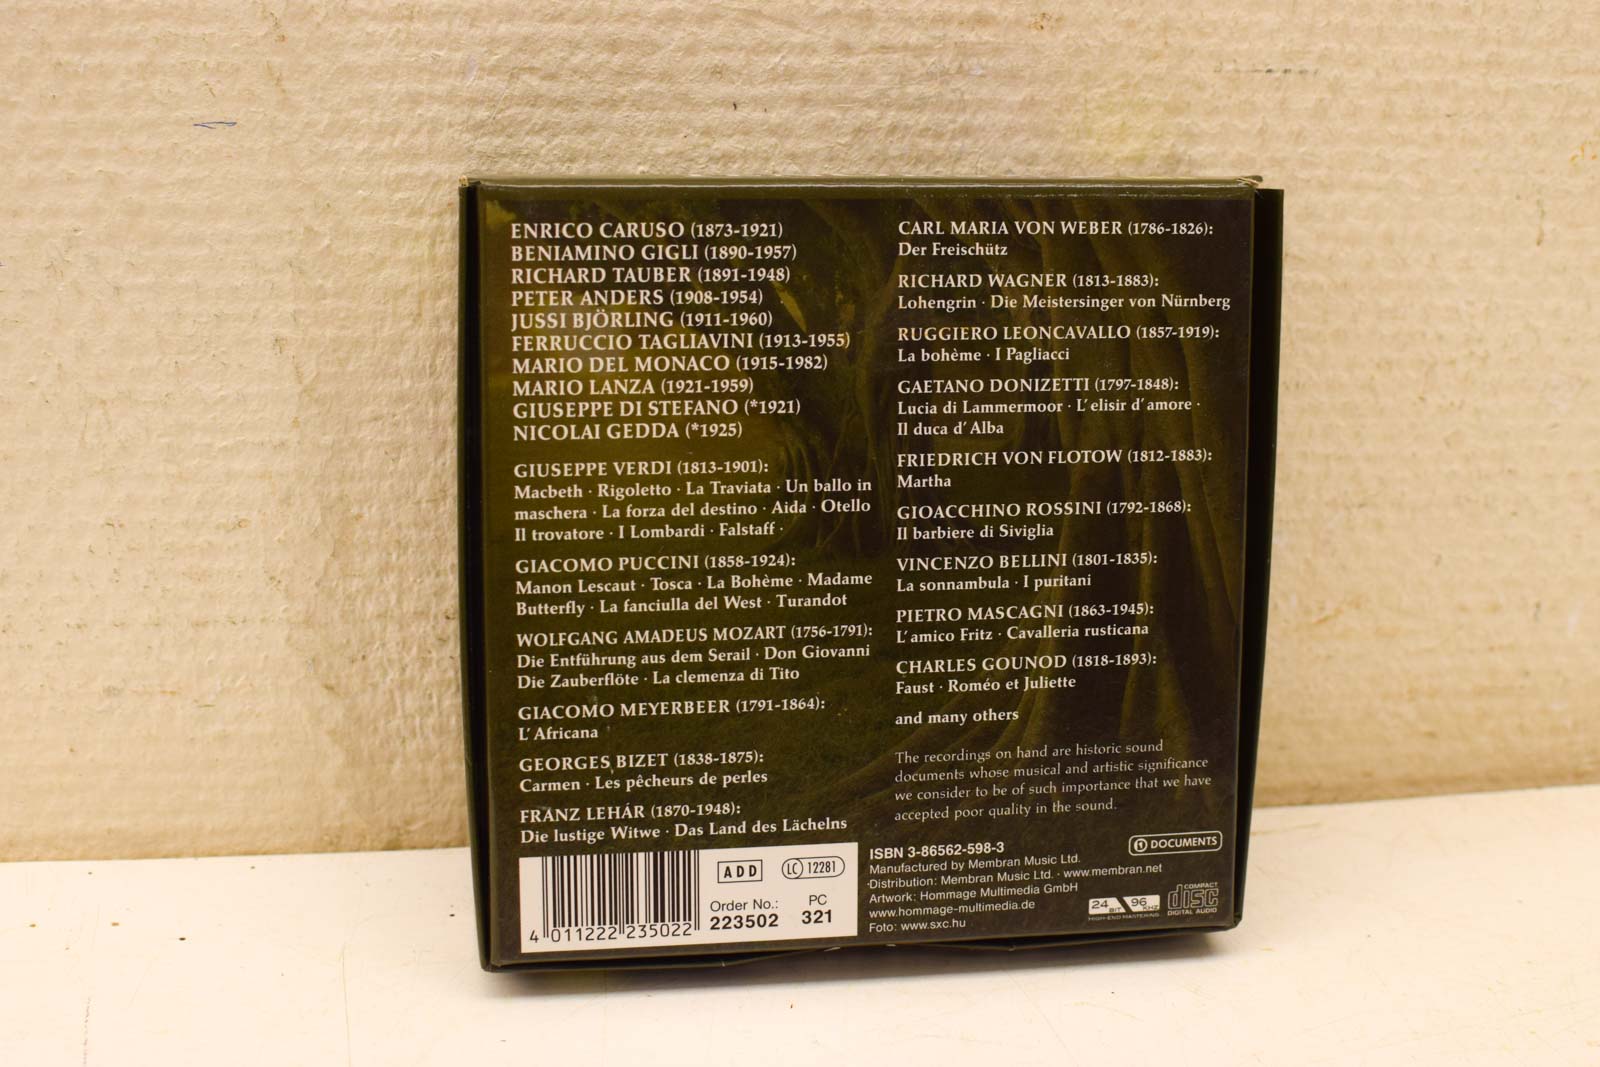 ENRICO CARUSO (1873-1921)
BENIAMINO GIGLI (1890-1957)
RICHARD TAUBER (1891-1948)
PETER ANDERS (1908-1954)
JUSSI BJÖRLING (1911-1960)
FERRUCCIO TAGLIAVINI (1913-1955)
MARIO DEL MONACO (1915-1982)
MARIO LANZA (1921-1959)
GIUSEPPE DI STEFANO (*1921)
NICOLAI GEDDA (*1925)
GIUSEPPE VERDI (1813-1901):
Macbeth · Rigoletto · La Traviata · Un ballo in
maschera · La forza del destino · Aida · Otello
Il trovatore · I Lombardi · Falstaff ·
GIACOMO PUCCINI (1858-1924):
Manon Lescaut · Tosca · La Bohème · Madame
Butterfly · La fanciulla del West · Turandot
WOLFGANG AMADEUS MOZART (1756-1791):
Die Entführung aus dem Serail · Don Giovanni
Die Zauberflöte · La clemenza di Tito
GIACOMO MEYERBEER (1791-1864):
L'Africana
GEORGES BIZET (1838-1875):
Carmen · Les pêcheurs de perles
FRANZ LEHÁR (1870-1948):
Die lustige Witwe · Das Land des Lächelns
4 011222 235022
ADD
LC 12281
Order No.: PC
223502 321
CARL MARIA VON WEBER (1786-1826):
Der Freischütz
RICHARD WAGNER (1813-1883):
Lohengrin · Die Meistersinger von Nürnberg
RUGGIERO LEONCAVALLO (1857-1919):
La bohème · I Pagliacci
GAETANO DONIZETTI (1797-1848):
Lucia di Lammermoor · L'elisir d'amore ·
Il duca d'Alba
FRIEDRICH VON FLOTOW (1812-1883):
Martha
GIOACCHINO ROSSINI (1792-1868):
Il barbiere di Siviglia
VINCENZO BELLINI (1801-1835):
La sonnambula · I puritani
PIETRO MASCAGNI (1863-1945):
L'amico Fritz · Cavalleria rusticana
CHARLES GOUNOD (1818-1893):
Faust · Roméo et Juliette
and many others
The recordings on hand are historic sound
documents whose musical and artistic significance
we consider to be of such importance that we have
accepted poor quality in the sound.
DOCUMENTS
ISBN 3-86562-598-3
Manufactured by Membran Music Ltd.
Distribution: Membran Music Ltd. · www.membran.net
Artwork: Hommage Multimedia GmbH
www.hommage-multimedia.de
Foto: www.sxc.hu
24 BIT 96 KHZ
HIGH-END MASTERING
COMPACT
disc
DIGITAL AUDIO